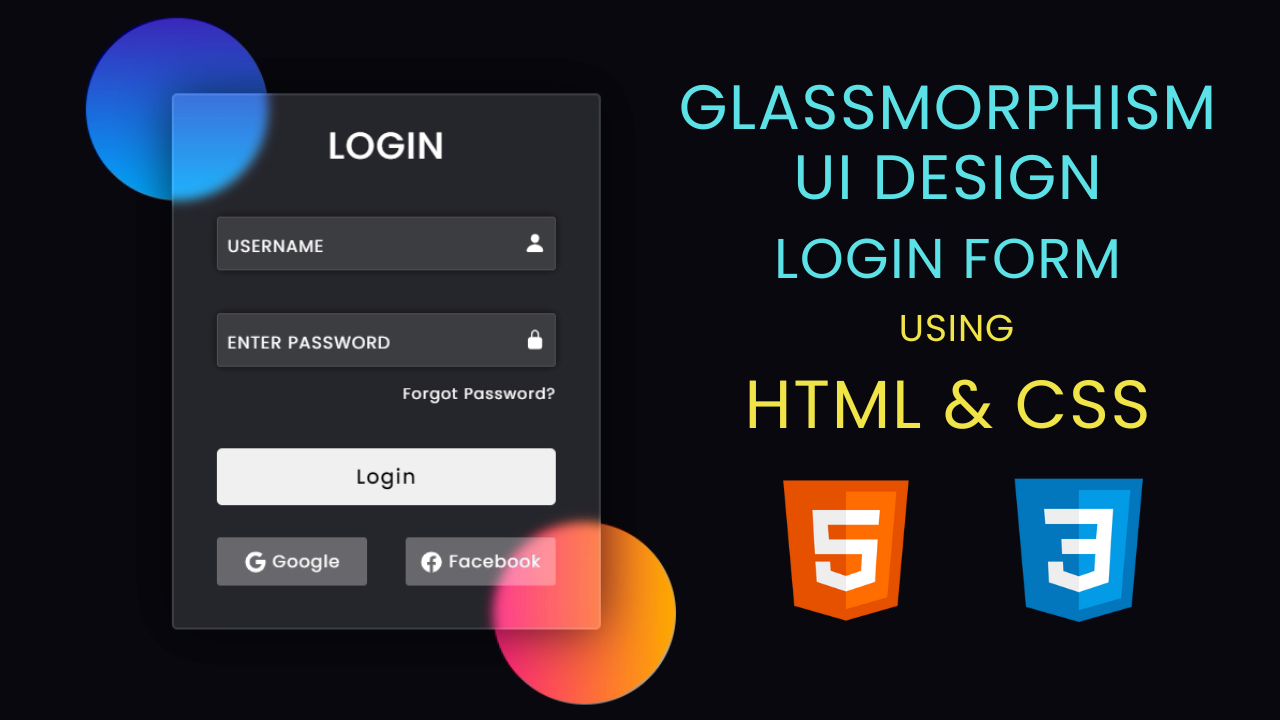 LOGIN
USERNAME
ENTER PASSWORD
Forgot Password?
Login
Google
Facebook
GLASSMORPHISM
UI DESIGN
LOGIN FORM
USING
HTML & CSS
5
3